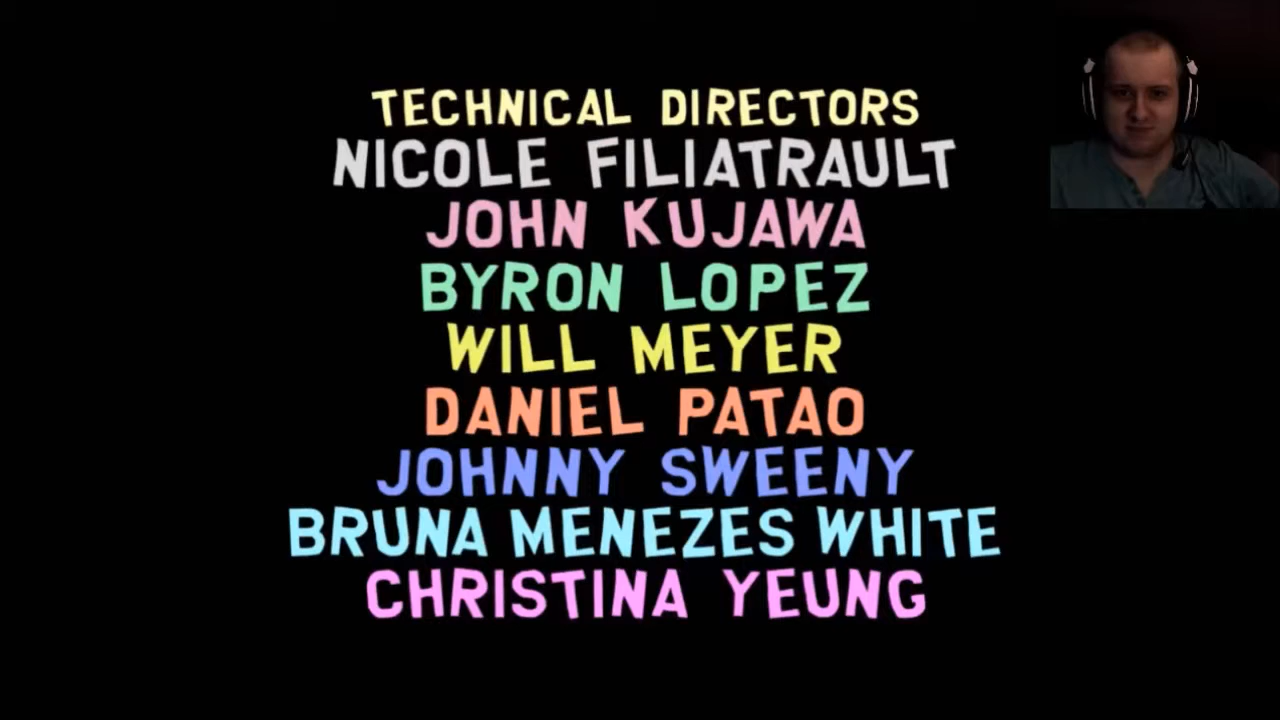 TECHNICAL DIRECTORS
NICOLE FILIATRAULT
JOHN KUJAWA
BYRON LOPEZ
WILL MEYER
DANIEL PATAO
JOHNNY SWEENY
BRUNA MENEZES WHITE
CHRISTINA YEUNG